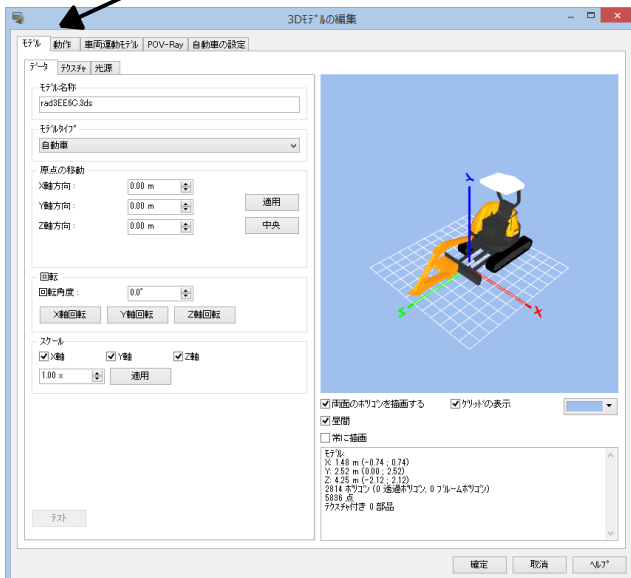 3Dﾓﾃﾞﾙの編集
ﾓﾃﾞﾙ 動作 車両運動ﾓﾃﾞﾙ POV-Ray 自動車の設定
ﾃﾞｰﾀ ﾃｸｽﾁｬ 光源
ﾓﾃﾞﾙ名称
rad3EE6C.3ds
ﾓﾃﾞﾙﾀｲﾌﾟ
自動車
原点の移動
X軸方向 : 0.00 m
Y軸方向 : 0.00 m 適用
Z軸方向 : 0.00 m 中央
回転
回転角度 : 0.0°
X軸回転 Y軸回転 Z軸回転
ｽｹｰﾙ
X軸 Y軸 Z軸
1.00 x 適用
テスト
Y
X
両面のﾎﾟﾘｺﾞﾝを描画する ｸﾞﾘｯﾄﾞの表示
昼間
常に描画
ﾓﾃﾞﾙ:
X: 1.48 m (-0.74 ; 0.74)
Y: 2.52 m (0.00 ; 2.52)
Z: 4.25 m (-2.12 ; 2.12)
2814 ﾎﾟﾘｺﾞﾝ (0 透過ﾎﾟﾘｺﾞﾝ, 0 ﾌﾞﾙｰﾑﾎﾟﾘｺﾞﾝ)
5836 点
ﾃｸｽﾁｬ付き 0 部品
確定 取消 ﾍﾙﾌﾟ